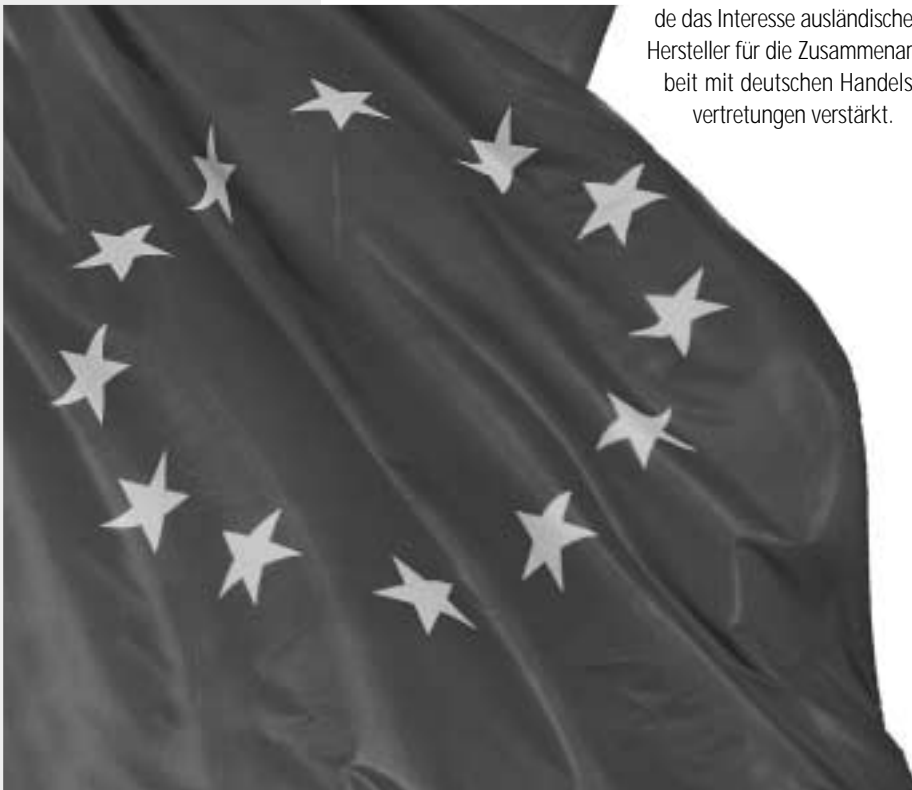 de das Interesse ausländische
Hersteller für die Zusammenar
beit mit deutschen Handels
vertretungen verstärkt.